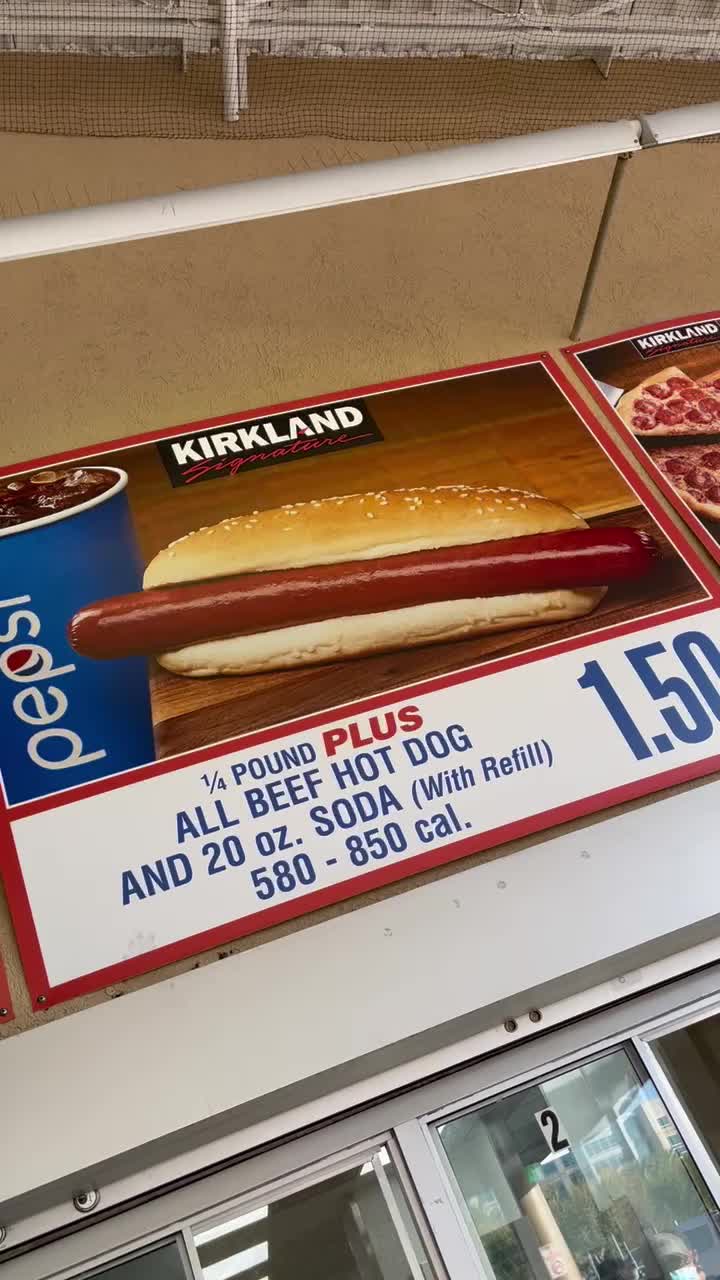 KIRKLAND
Signature
KIRKLAND
Signature
pepsi
1.50
¼ POUND PLUS
ALL BEEF HOT DOG
AND 20 oz. SODA (With Refill)
580 - 850 cal.
2